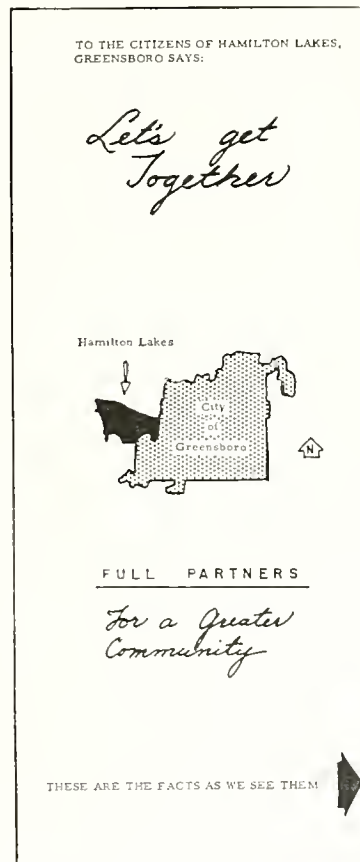 TO THE CITIZENS OF HAMILTON LAKES,
GREENSBORO SAYS:
Let's get
Together
Hamilton Lakes
City
of
Greensboro
N
FULL PARTNERS
For a Greater
Community
THESE ARE THE FACTS AS WE SEE THEM